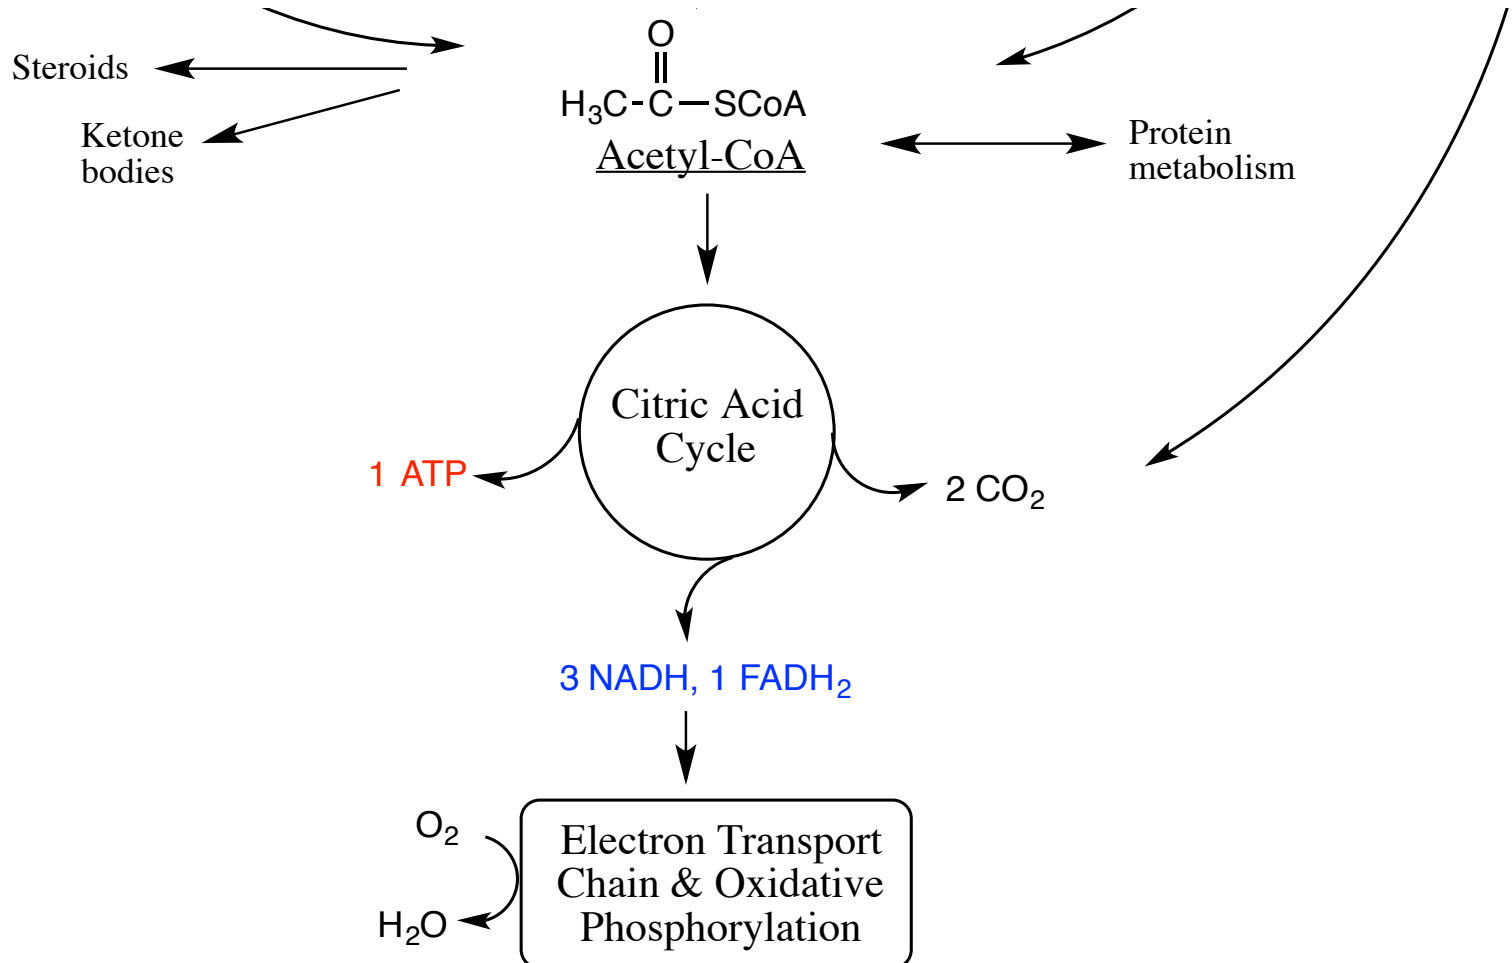 O
Steroids
H₃C-C—SCoA
Ketone
bodies
Acetyl-CoA
Protein
metabolism
Citric Acid
Cycle
1 ATP
2 CO₂
3 NADH, 1 FADH₂
O₂
H₂O
Electron Transport
Chain & Oxidative
Phosphorylation